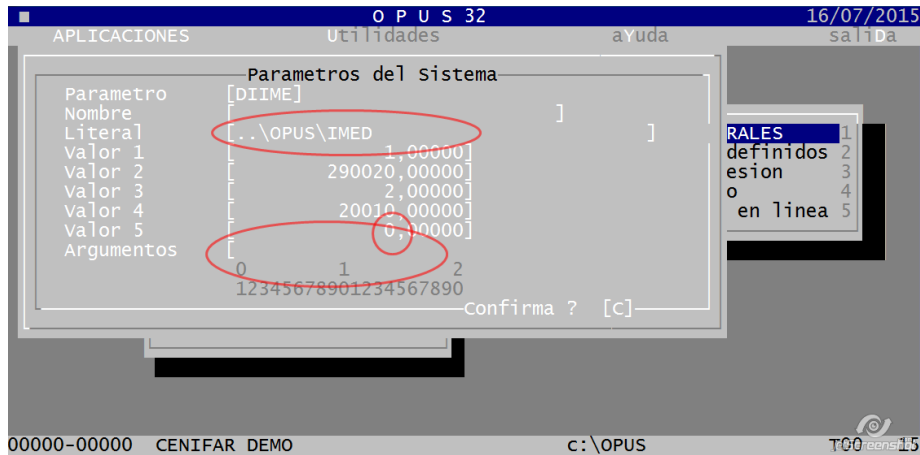 O P U S 32 16/07/2015
APLICACIONES Utilidades aYuda saliDa
Parametros del Sistema
Parametro [DIIME]
Nombre [ ]
Literal [..\OPUS\IMED ]
Valor 1 [ 1,00000]
Valor 2 [ 290020,00000]
Valor 3 [ 2,00000]
Valor 4 [ 20010,00000]
Valor 5 [ 0,00000]
Argumentos [
0 1 2
12345678901234567890
Confirma ? [C]
RALES 1
definidos 2
esion 3
o 4
en linea 5
00000-00000 CENIFAR DEMO c:\OPUS 15